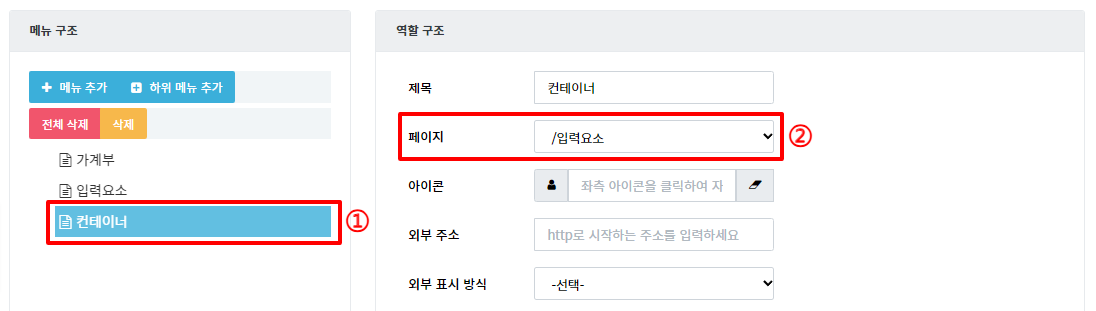 메뉴 구조
메뉴 추가 하위 메뉴 추가
전체 삭제 삭제
가계부
입력요소
컨테이너 ①
역할 구조
제목 컨테이너
페이지 /입력요소 ②
아이콘 좌측 아이콘을 클릭하여 자
외부 주소 http로 시작하는 주소를 입력하세요
외부 표시 방식 -선택-